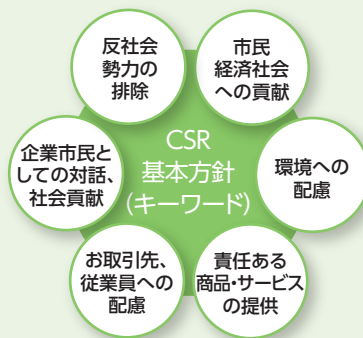 反社会
勢力の
排除
市民
経済社会
への貢献
企業市民と
しての対話、
社会貢献
CSR
基本方針
(キーワード)
環境への
配慮
お取引先、
従業員への
配慮
責任ある
商品・サービス
の提供